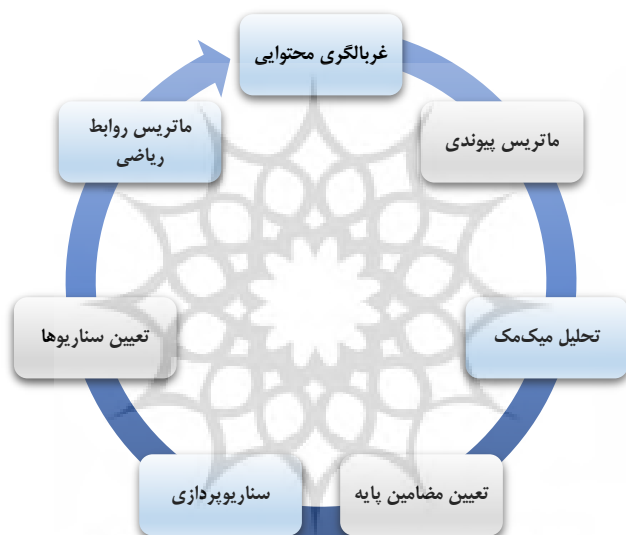 غربالگری محتوایی
ماتریس پیوندی
تحلیل میک‌مک
تعیین مضامین پایه
سناریوپردازی
تعیین سناریوها
ماتریس روابط
ریاضی